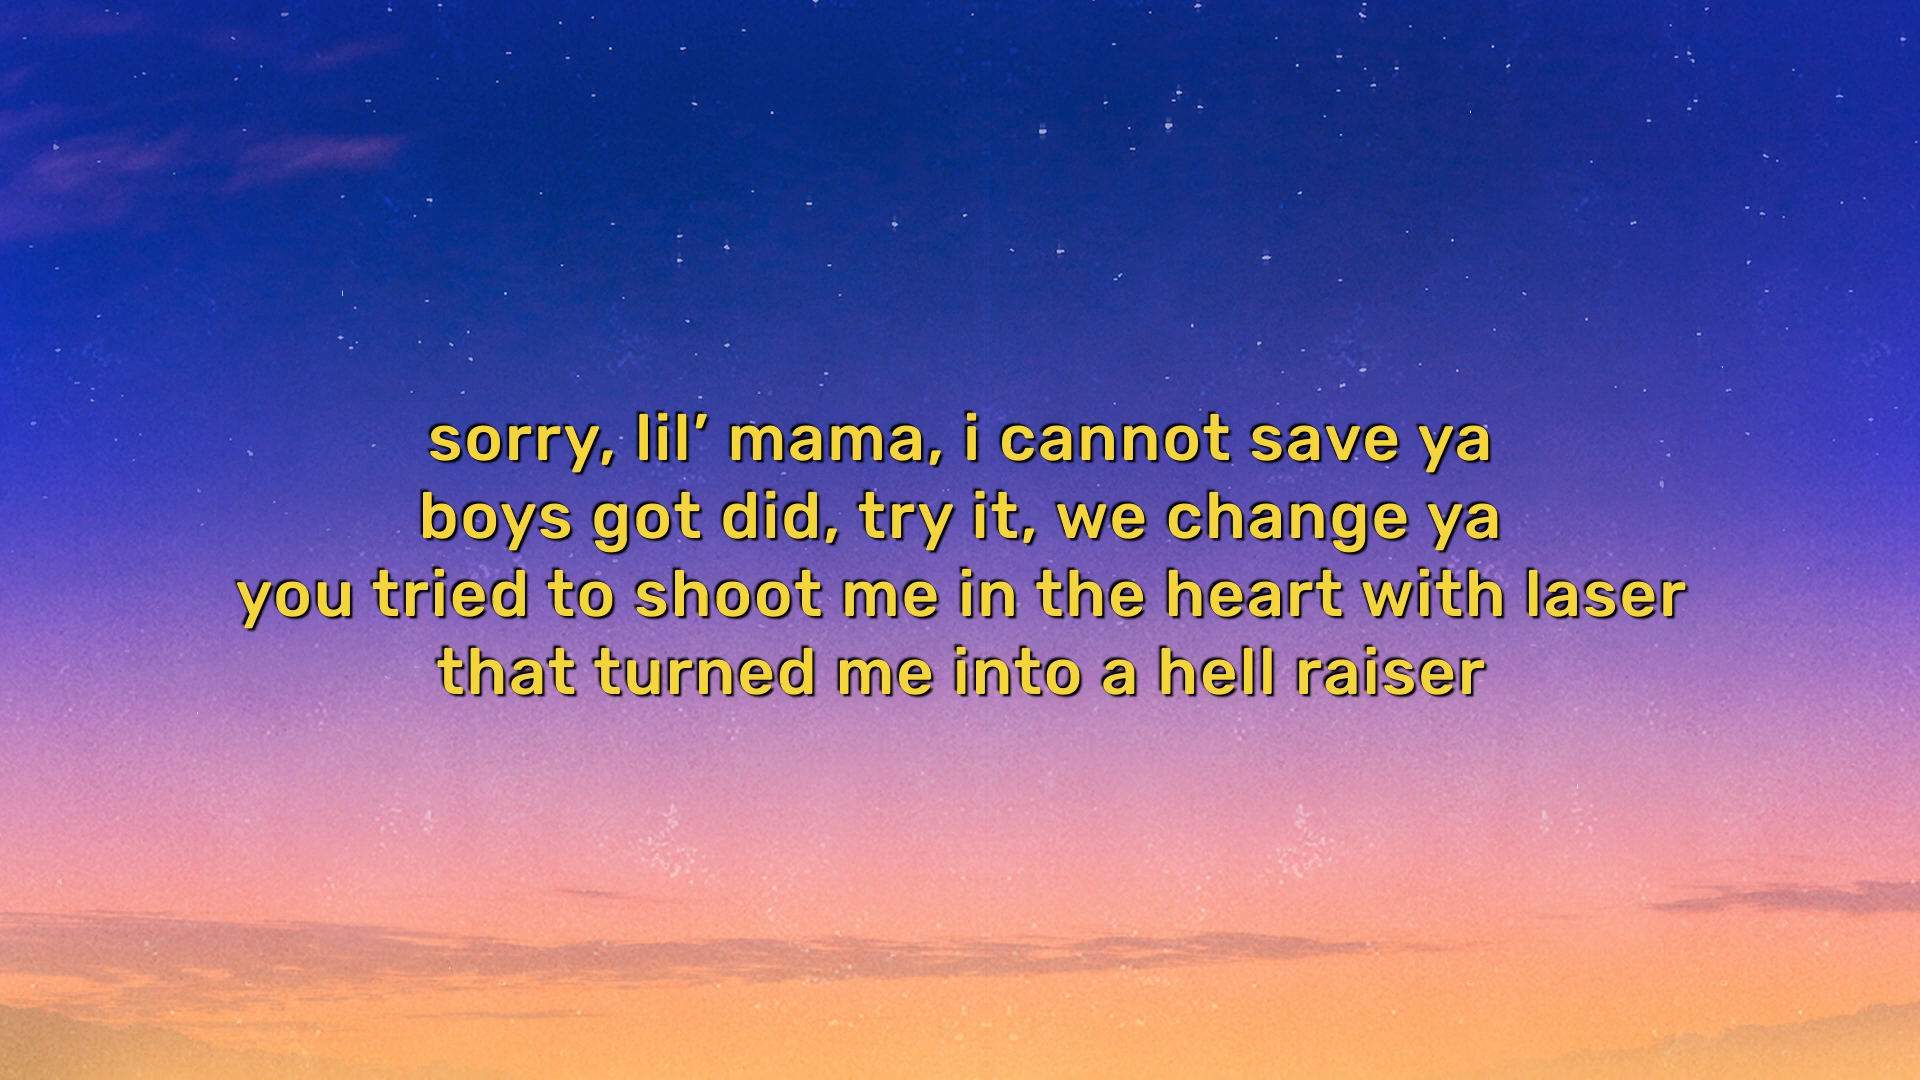 sorry, lil’ mama, i cannot save ya
boys got did, try it, we change ya
you tried to shoot me in the heart with laser
that turned me into a hell raiser